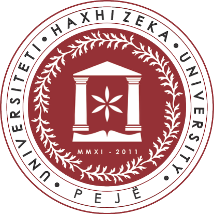 UNIVERSITETI • HAXHI ZEKA • UNIVERSITY •
PEJË
MMXI - 2011